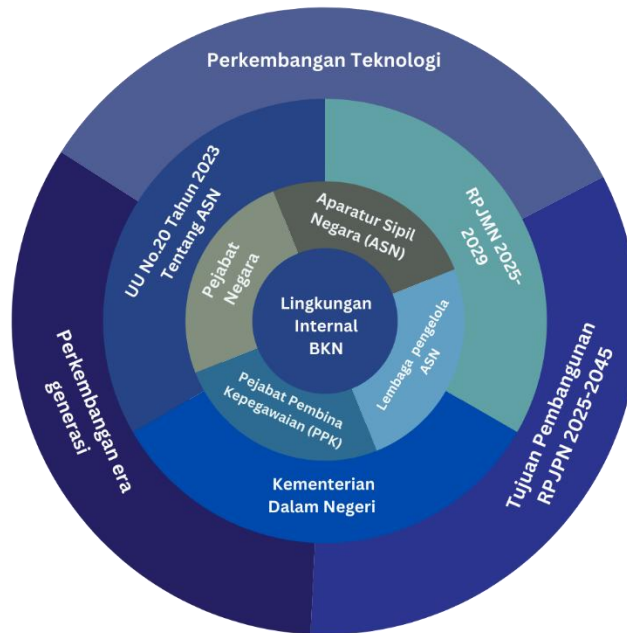 Perkembangan Teknologi
UU No.20 Tahun 2023
Tentang ASN
RPJMN 2025-
2029
Aparatur Sipil
Negara (ASN)
Pejabat
Negara
Lingkungan
Internal
BKN
Lembaga pengelola
ASN
Pejabat Pembina
Kepegawaian (PPK)
Kementerian
Dalam Negeri
Perkembangan era
generasi
Tujuan Pembangunan
RPJPN 2025-2045